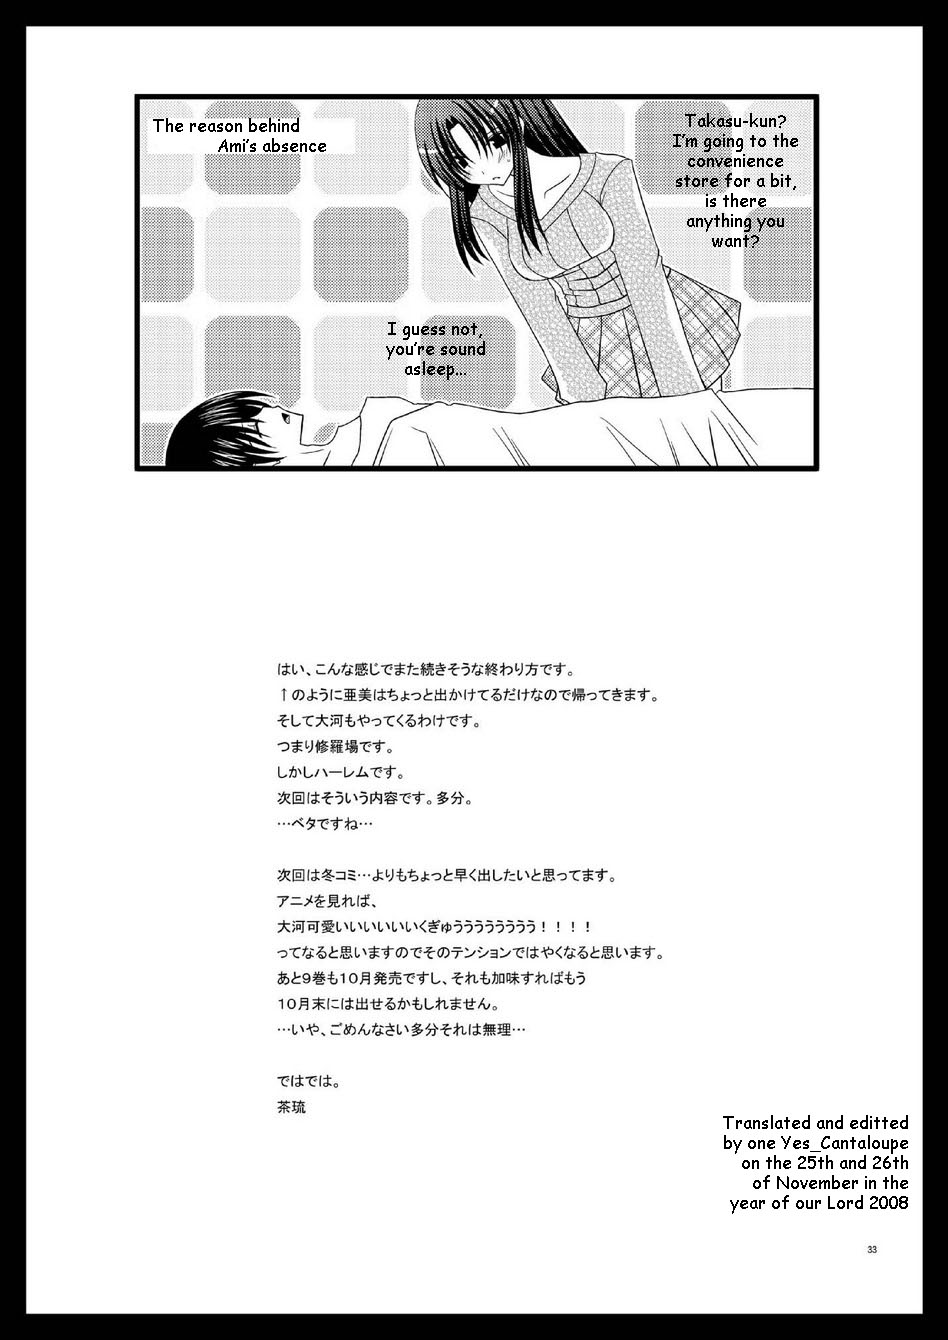 The reason behind
Ami's absence
Takasu-kun?
I'm going to the
convenience
store for a bit,
is there
anything you
want?
I guess not,
you're sound
asleep...
はい、こんな感じでまた続きそうな終わり方です。
↑のように亜美はちょっと出かけてるだけなので帰ってきます。
そして大河もやってくるわけです。
つまり修羅場です。
しかしハーレムです。
次回はそういう内容です。多分。
…ベタですね…
次回は冬コミ…よりもちょっと早く出したいと思ってます。
アニメを見れば、
大河可愛いいいいいいくぎゅうううううううう！！！！
ってなると思いますのでそのテンションではやくなると思います。
あと9巻も10月発売ですし、それも加味すればもう
10月末には出せるかもしれません。
…いや、ごめんなさい多分それは無理…
ではでは。
茶琉
Translated and editted
by one Yes_Cantaloupe
on the 25th and 26th
of November in the
year of our Lord 2008
33